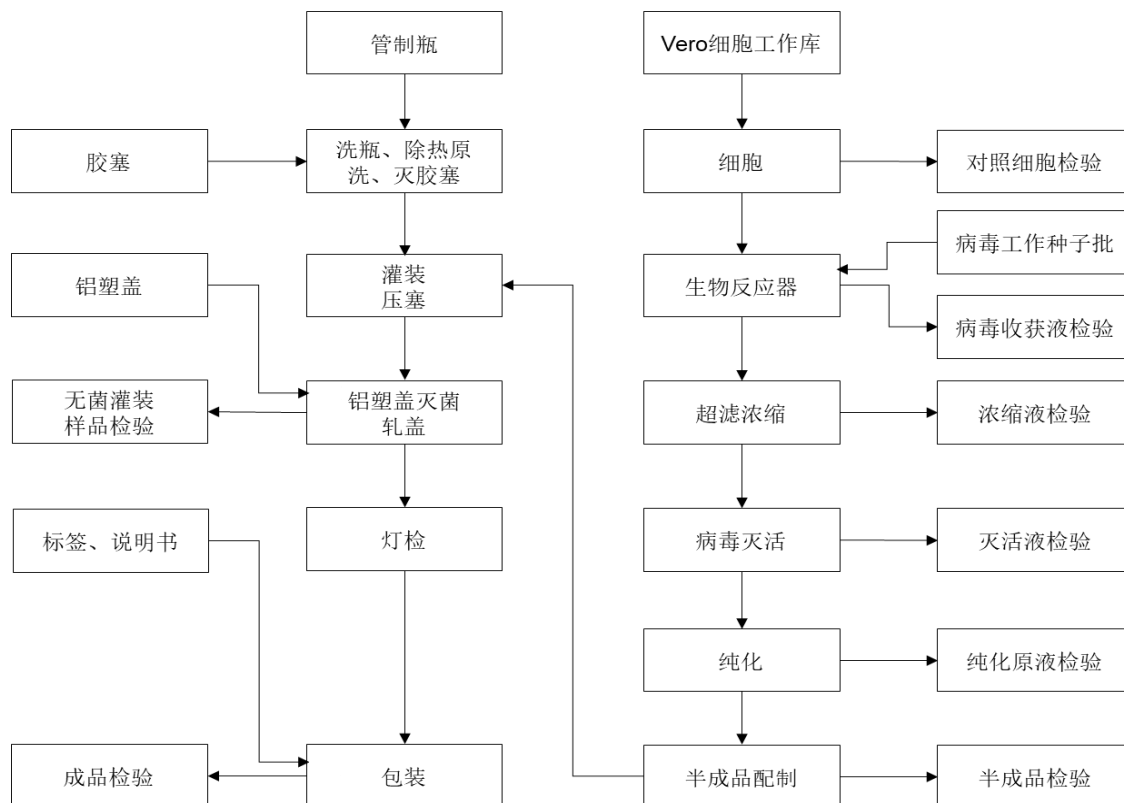 管制瓶
Vero细胞工作库
胶塞
洗瓶、除热原
洗、灭胶塞
细胞
对照细胞检验
病毒工作种子批
铝塑盖
灌装
压塞
生物反应器
病毒收获液检验
无菌灌装
样品检验
铝塑盖灭菌
轧盖
超滤浓缩
浓缩液检验
标签、说明书
灯检
病毒灭活
灭活液检验
纯化
纯化原液检验
成品检验
包装
半成品配制
半成品检验